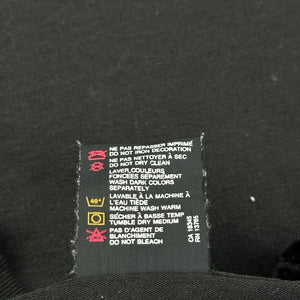 NE PAS REPASSER IMPRIMÉ
DO NOT IRON DECORATION
NE PAS NETTOYER À SEC
DO NOT DRY CLEAN
LAVER COULEURS
FONCÉES SEPAREMENT
WASH DARK COLORS
SEPARATELY
40°
LAVABLE À LA MACHINE À
L'EAU TIÈDE
MACHINE WASH WARM
SÉCHER À BASSE TEMP
TUMBLE DRY MEDIUM
PAS D'AGENT DE
BLANCHIMENT
DO NOT BLEACH
CA 18345
RN 13765